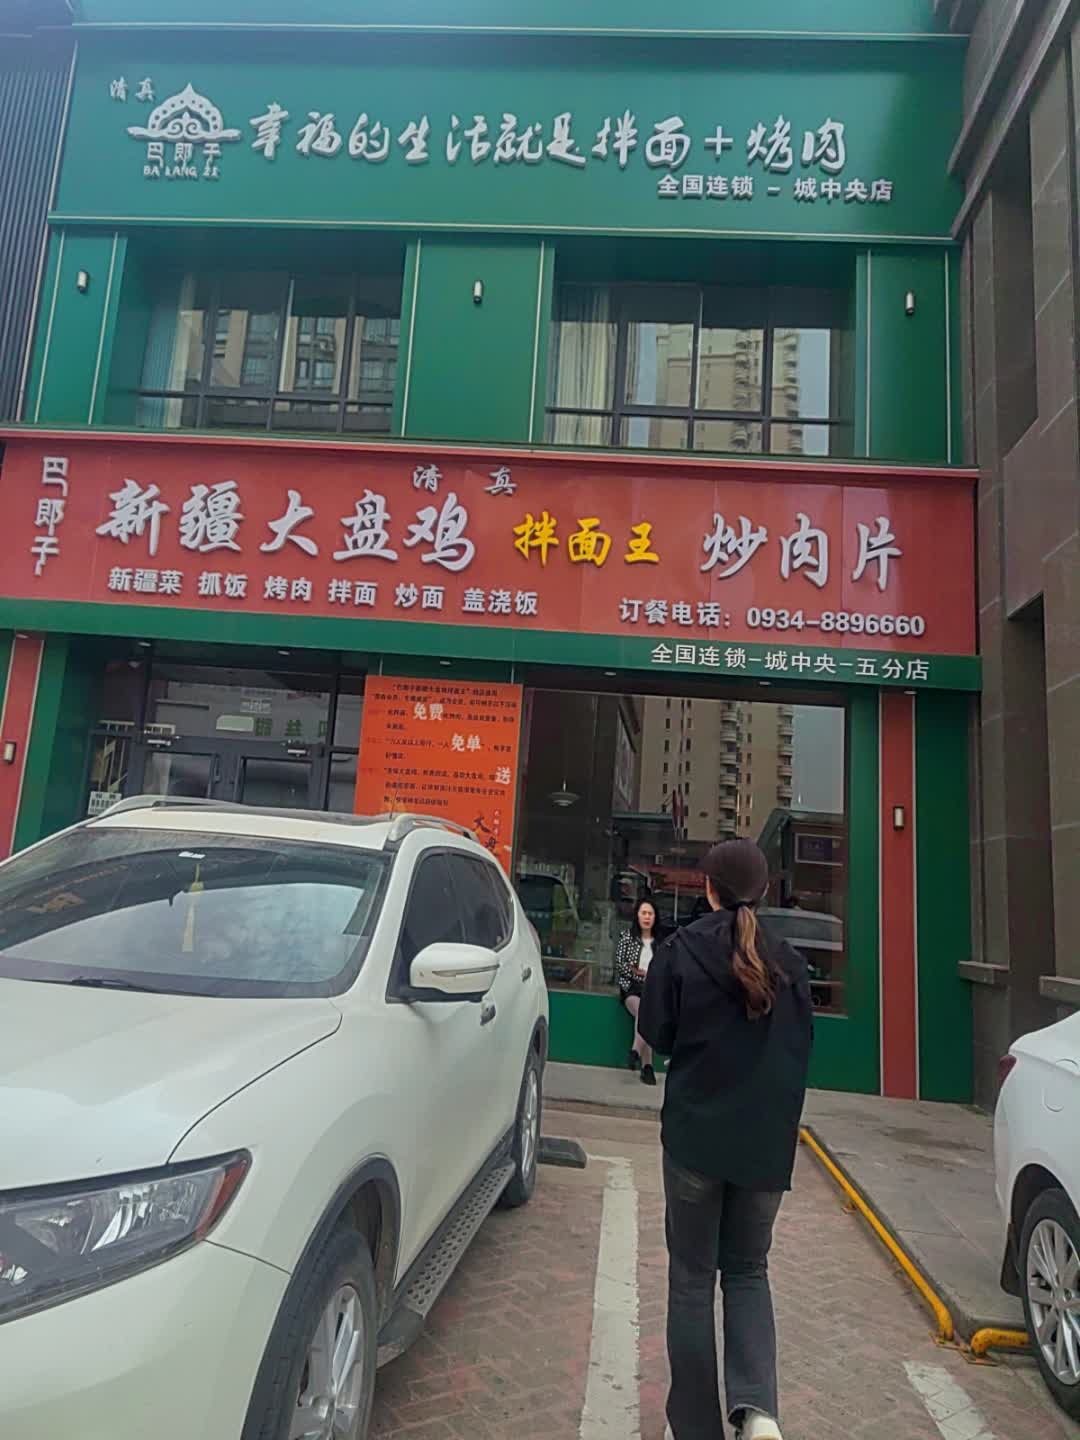 清真
巴郎子
BA LANG ZI
幸福的生活就是拌面+烤肉
全国连锁 - 城中央店
巴郎子
清真
新疆大盘鸡 拌面王 炒肉片
新疆菜 抓饭 烤肉 拌面 炒面 盖浇饭
订餐电话：0934-8896660
全国连锁-城中央-五分店
免费
免单
送